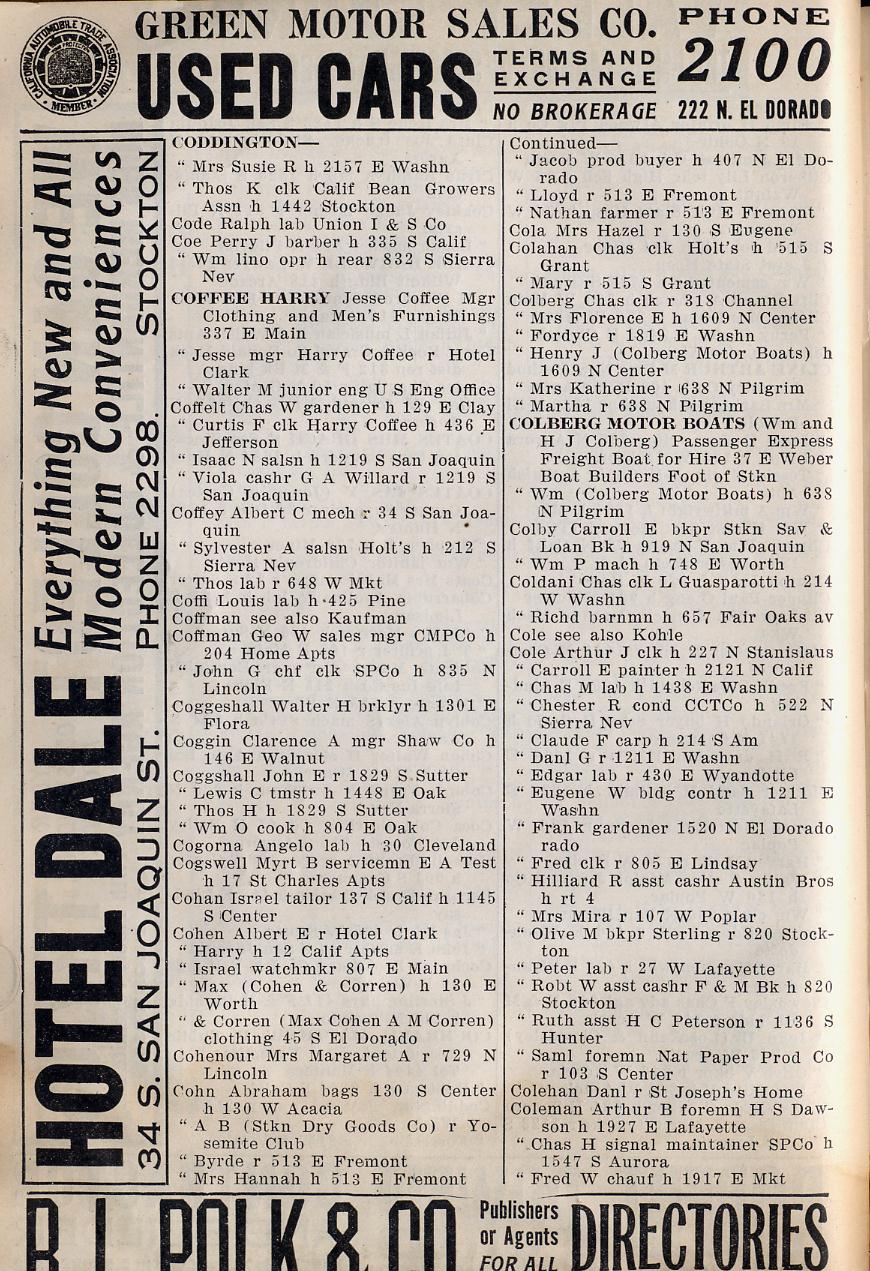 CALIFORNIA AUTOMOBILE TRADE ASSOCIATION
MEMBER
GREEN MOTOR SALES CO.
USED CARS
TERMS AND
EXCHANGE
NO BROKERAGE
PHONE
2100
222 N. EL DORADO
HOTEL DALE
Everything New and All
Modern Conveniences
34 S. SAN JOAQUIN ST. PHONE 2298. STOCKTON
CODDINGTON—
“ Mrs Susie R h 2157 E Washn
“ Thos K clk Calif Bean Growers
Assn h 1442 Stockton
Code Ralph lab Union I & S Co
Coe Perry J barber h 335 S Calif
“ Wm lino opr h rear 832 S Sierra
Nev
COFFEE HARRY Jesse Coffee Mgr
Clothing and Men's Furnishings
337 E Main
“ Jesse mgr Harry Coffee r Hotel
Clark
“ Walter M junior eng U S Eng Office
Coffelt Chas W gardener h 129 E Clay
“ Curtis F clk Harry Coffee h 436 E
Jefferson
“ Isaac N salsn h 1219 S San Joaquin
“ Viola cashr G A Willard r 1219 S
San Joaquin
Coffey Albert C mech r 34 S San Joa-
quin
“ Sylvester A salsn Holt's h 212 S
Sierra Nev
“ Thos lab r 648 W Mkt
Coffi Louis lab h 425 Pine
Coffman see also Kaufman
Coffman Geo W sales mgr CMPCo h
204 Home Apts
“ John G chf clk SPCo h 835 N
Lincoln
Coggeshall Walter H brklyr h 1301 E
Flora
Coggin Clarence A mgr Shaw Co h
146 E Walnut
Coggshall John E r 1829 S Sutter
“ Lewis C tmstr h 1448 E Oak
“ Thos H h 1829 S Sutter
“ Wm O cook h 804 E Oak
Cogorna Angelo lab h 30 Cleveland
Cogswell Myrt B servicemn E A Test
h 17 St Charles Apts
Cohan Israel tailor 137 S Calif h 1145
S Center
Cohen Albert E r Hotel Clark
“ Harry h 12 Calif Apts
“ Israel watchmkr 807 E Main
“ Max (Cohen & Corren) h 130 E
Worth
“ & Corren (Max Cohen A M Corren)
clothing 45 S El Dorado
Cohenour Mrs Margaret A r 729 N
Lincoln
Cohn Abraham bags 130 S Center
h 130 W Acacia
“ A B (Stkn Dry Goods Co) r Yo-
semite Club
“ Byrde r 513 E Fremont
“ Mrs Hannah h 513 E Fremont
Continued—
“ Jacob prod buyer h 407 N El Do-
rado
“ Lloyd r 513 E Fremont
“ Nathan farmer r 513 E Fremont
Cola Mrs Hazel r 130 S Eugene
Colahan Chas clk Holt's h 515 S
Grant
“ Mary r 515 S Grant
Colberg Chas clk r 318 Channel
“ Mrs Florence E h 1609 N Center
“ Fordyce r 1819 E Washn
“ Henry J (Colberg Motor Boats) h
1609 N Center
“ Mrs Katherine r 638 N Pilgrim
“ Martha r 638 N Pilgrim
COLBERG MOTOR BOATS (Wm and
H J Colberg) Passenger Express
Freight Boat for Hire 37 E Weber
Boat Builders Foot of Stkn
“ Wm (Colberg Motor Boats) h 638
N Pilgrim
Colby Carroll E bkpr Stkn Sav &
Loan Bk h 919 N San Joaquin
“ Wm P mach h 748 E Worth
Coldani Chas clk L Guasparotti h 214
W Washn
“ Richd barnmn h 657 Fair Oaks av
Cole see also Kohle
Cole Arthur J clk h 227 N Stanislaus
“ Carroll E painter h 2121 N Calif
“ Chas M lab h 1438 E Washn
“ Chester R cond CCTCo h 522 N
Sierra Nev
“ Claude F carp h 214 S Am
“ Danl G r 1211 E Washn
“ Edgar lab r 430 E Wyandotte
“ Eugene W bldg contr h 1211 E
Washn
“ Frank gardener 1520 N El Dorado
rado
“ Fred clk r 805 E Lindsay
“ Hilliard R asst cashr Austin Bros
h rt 4
“ Mrs Mira r 107 W Poplar
“ Olive M bkpr Sterling r 820 Stock-
ton
“ Peter lab r 27 W Lafayette
“ Robt W asst cashr F & M Bk h 820
Stockton
“ Ruth asst H C Peterson r 1136 S
Hunter
“ Saml foremn Nat Paper Prod Co
r 103 S Center
Colehan Danl r St Joseph's Home
Coleman Arthur B foremn H S Daw-
son h 1927 E Lafayette
“ Chas H signal maintainer SPCo h
1547 S Aurora
“ Fred W chauf h 1917 E Mkt
R. L. POLK & CO
Publishers
or Agents
FOR ALL
DIRECTORIES